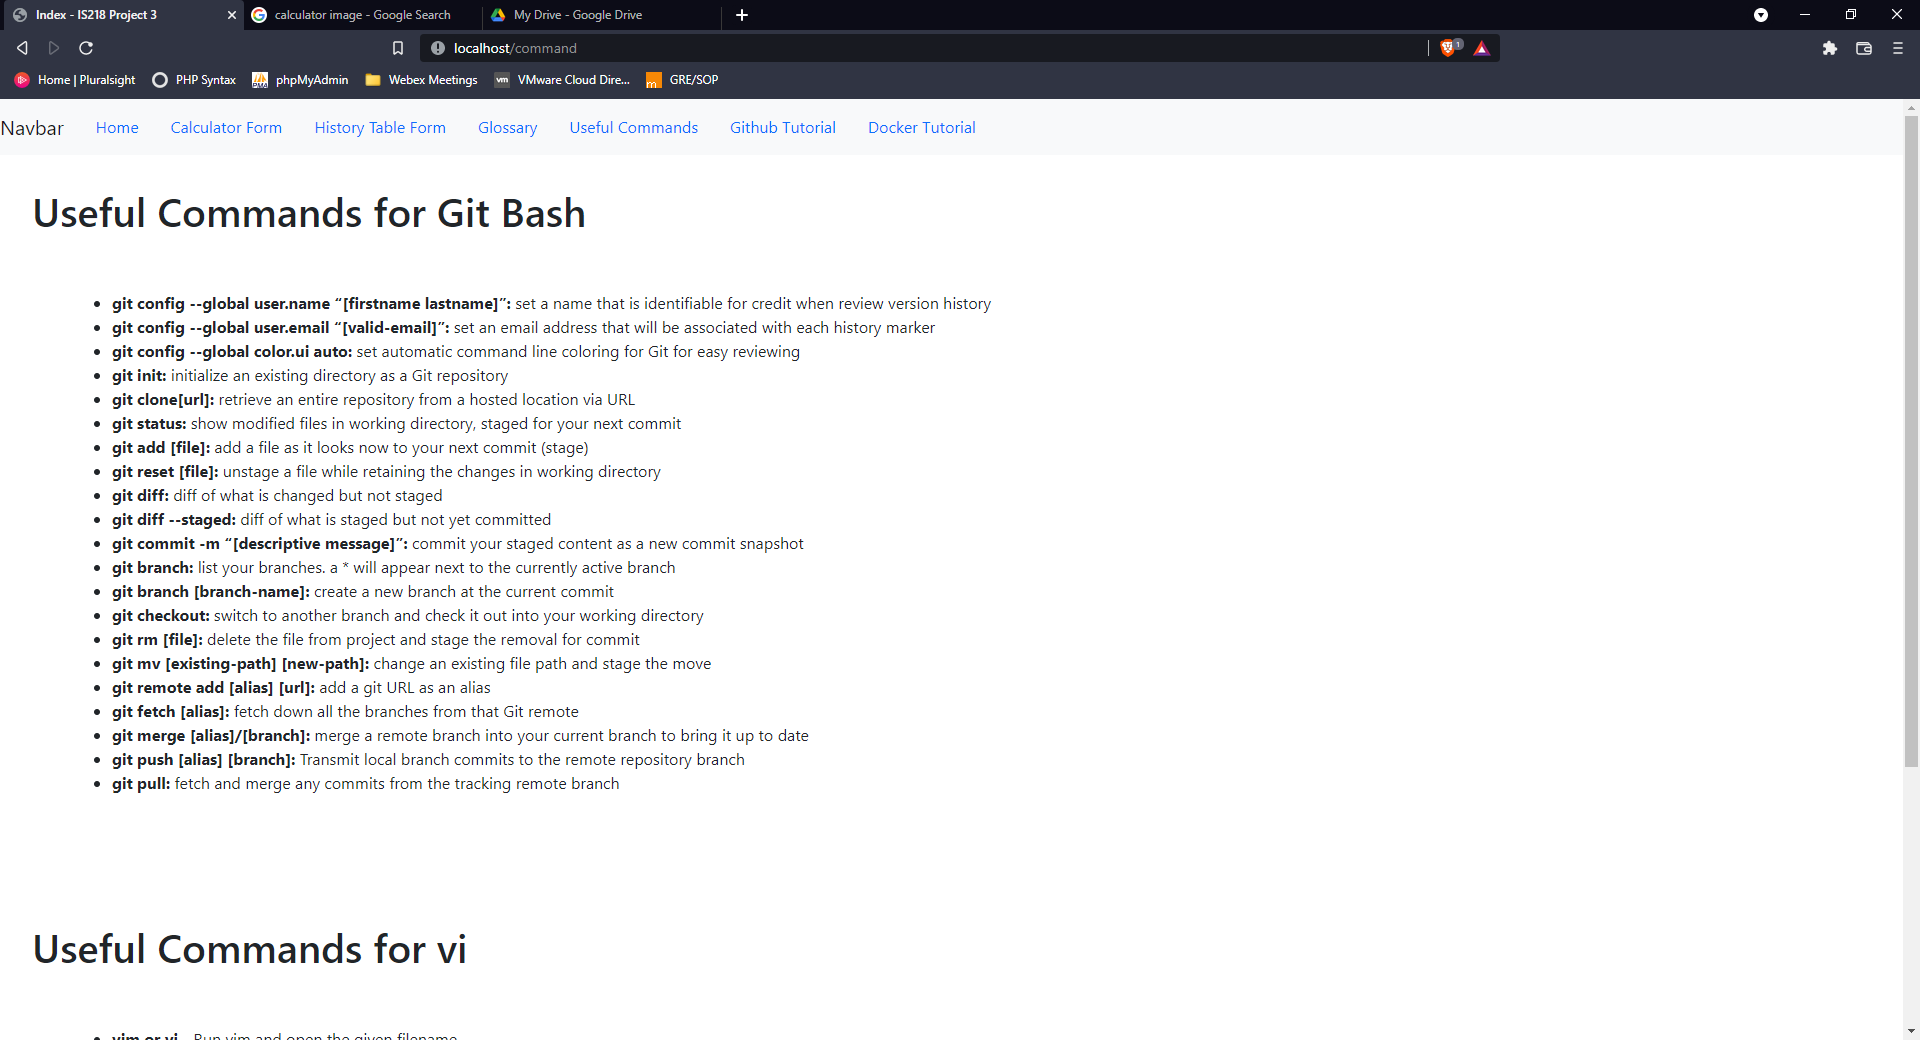 Index - IS218 Project 3
calculator image - Google Search
My Drive - Google Drive
localhost/command
1
Home | Pluralsight
PHP Syntax
phpMyAdmin
Webex Meetings
vm
VMware Cloud Dire...
GRE/SOP
Navbar Home Calculator Form History Table Form Glossary Useful Commands Github Tutorial Docker Tutorial
Useful Commands for Git Bash
• git config --global user.name “[firstname lastname]”: set a name that is identifiable for credit when review version history
• git config --global user.email “[valid-email]”: set an email address that will be associated with each history marker
• git config --global color.ui auto: set automatic command line coloring for Git for easy reviewing
• git init: initialize an existing directory as a Git repository
• git clone[url]: retrieve an entire repository from a hosted location via URL
• git status: show modified files in working directory, staged for your next commit
• git add [file]: add a file as it looks now to your next commit (stage)
• git reset [file]: unstage a file while retaining the changes in working directory
• git diff: diff of what is changed but not staged
• git diff --staged: diff of what is staged but not yet committed
• git commit -m “[descriptive message]”: commit your staged content as a new commit snapshot
• git branch: list your branches. a * will appear next to the currently active branch
• git branch [branch-name]: create a new branch at the current commit
• git checkout: switch to another branch and check it out into your working directory
• git rm [file]: delete the file from project and stage the removal for commit
• git mv [existing-path] [new-path]: change an existing file path and stage the move
• git remote add [alias] [url]: add a git URL as an alias
• git fetch [alias]: fetch down all the branches from that Git remote
• git merge [alias]/[branch]: merge a remote branch into your current branch to bring it up to date
• git push [alias] [branch]: Transmit local branch commits to the remote repository branch
• git pull: fetch and merge any commits from the tracking remote branch
Useful Commands for vi
• vim or vi Run vim and open the given filename